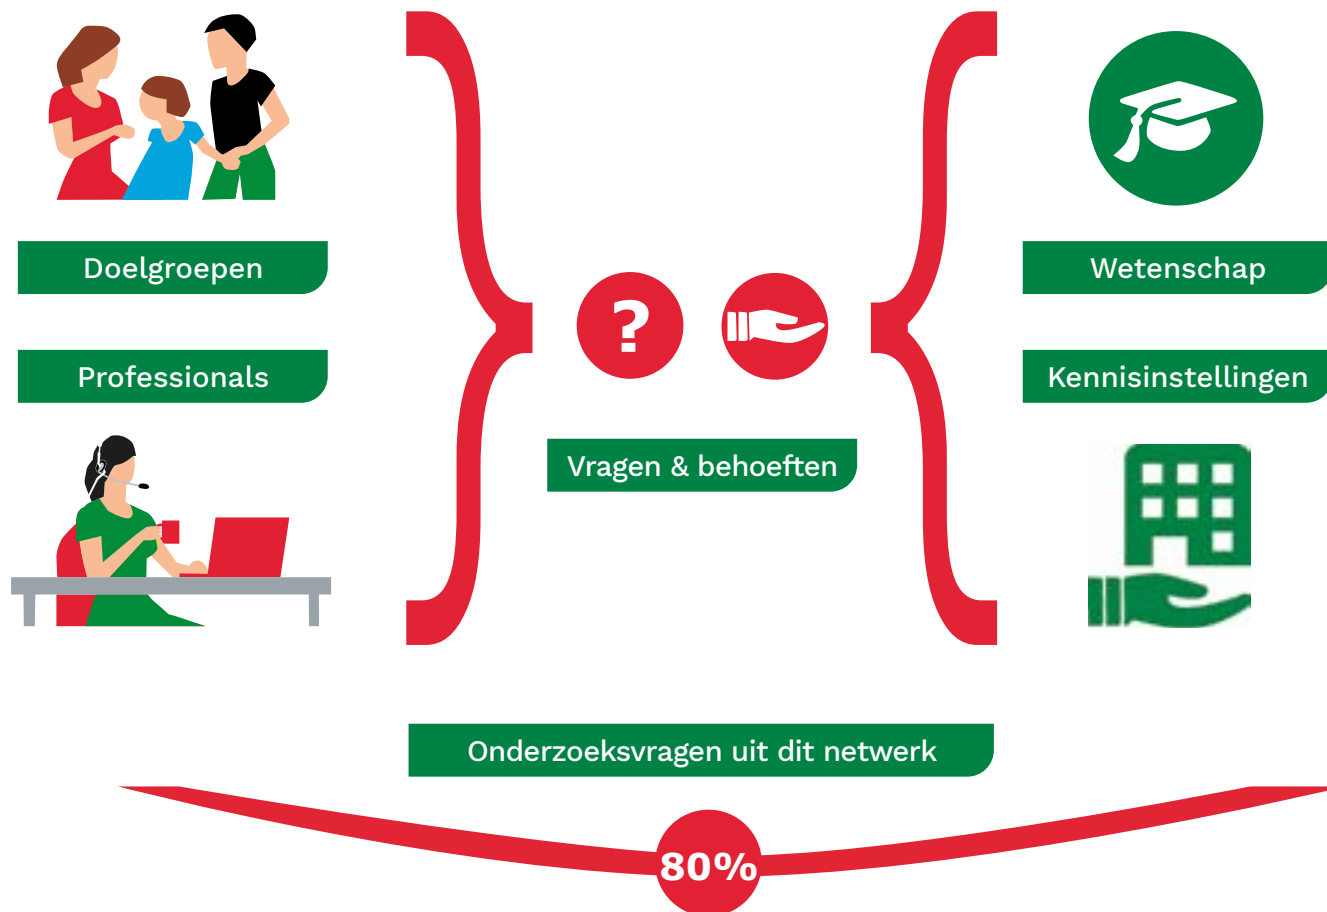 Doelgroepen
Professionals
?
Vragen & behoeften
Wetenschap
Kennisinstellingen
Onderzoeksvragen uit dit netwerk
80%